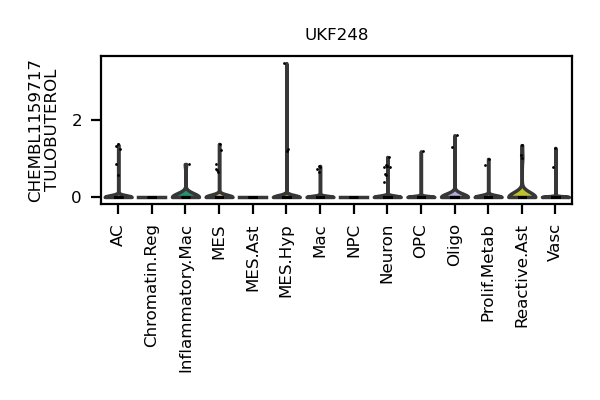 UKF248
CHEMBL1159717
TULOBUTEROL
2
0
AC
Chromatin.Reg
Inflammatory.Mac
MES
MES.Ast
MES.Hyp
Mac
NPC
Neuron
OPC
Oligo
Prolif.Metab
Reactive.Ast
Vasc